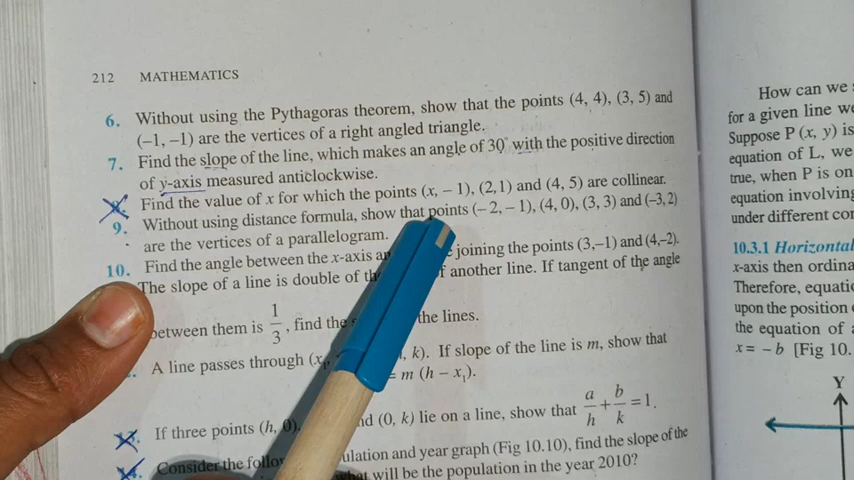 212 MATHEMATICS
6. Without using the Pythagoras theorem, show that the points (4, 4), (3, 5) and
(–1, –1) are the vertices of a right angled triangle.
7. Find the slope of the line, which makes an angle of 30° with the positive direction
of y-axis measured anticlockwise.
Find the value of x for which the points (x, – 1), (2,1) and (4, 5) are collinear.
9. Without using distance formula, show that points (– 2, – 1), (4, 0), (3, 3) and (–3, 2)
are the vertices of a parallelogram.
10. Find the angle between the x-axis an joining the points (3,–1) and (4,–2).
The slope of a line is double of th f another line. If tangent of the angle
between them is 1/3, find the the lines.
A line passes through (x , k). If slope of the line is m, show that
= m (h – x₁).
If three points (h, 0), nd (0, k) lie on a line, show that a/h + b/k = 1.
Consider the follow ulation and year graph (Fig 10.10), find the slope of the
what will be the population in the year 2010?
How can we
for a given line we
Suppose P (x, y) is
equation of L, we
true, when P is on
equation involving
under different con
10.3.1 Horizontal
x-axis then ordina
Therefore, equatio
upon the position o
the equation of a
x = – b [Fig 10.
Y